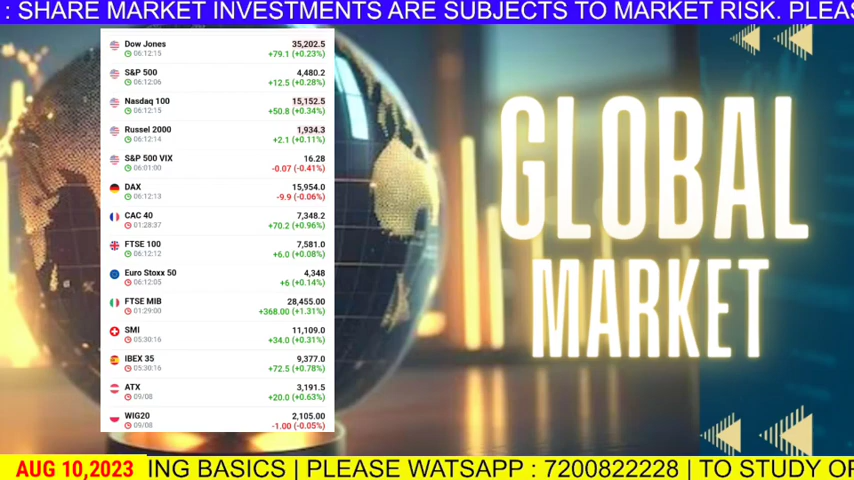 : SHARE MARKET INVESTMENTS ARE SUBJECTS TO MARKET RISK. PLEAS
Dow Jones 35,202.5
06:12:15 +79.1 (+0.23%)
S&P 500 4,480.2
06:12:06 +12.5 (+0.28%)
Nasdaq 100 15,152.5
06:12:15 +50.8 (+0.34%)
Russel 2000 1,934.3
06:12:14 +2.1 (+0.11%)
S&P 500 VIX 16.28
06:01:00 -0.07 (-0.41%)
DAX 15,954.0
06:12:13 -9.9 (-0.06%)
CAC 40 7,348.2
01:28:37 +70.2 (+0.96%)
FTSE 100 7,581.0
06:12:12 +6.0 (+0.08%)
Euro Stoxx 50 4,348
06:12:05 +6 (+0.14%)
FTSE MIB 28,455.00
01:29:00 +368.00 (+1.31%)
SMI 11,109.0
05:30:16 +34.0 (+0.31%)
IBEX 35 9,377.0
05:30:16 +72.5 (+0.78%)
ATX 3,191.5
09/08 +20.0 (+0.63%)
WIG20 2,105.00
09/08 -1.00 (-0.05%)
GLOBAL
MARKET
AUG 10,2023 ING BASICS | PLEASE WATSAPP : 7200822228 | TO STUDY OR